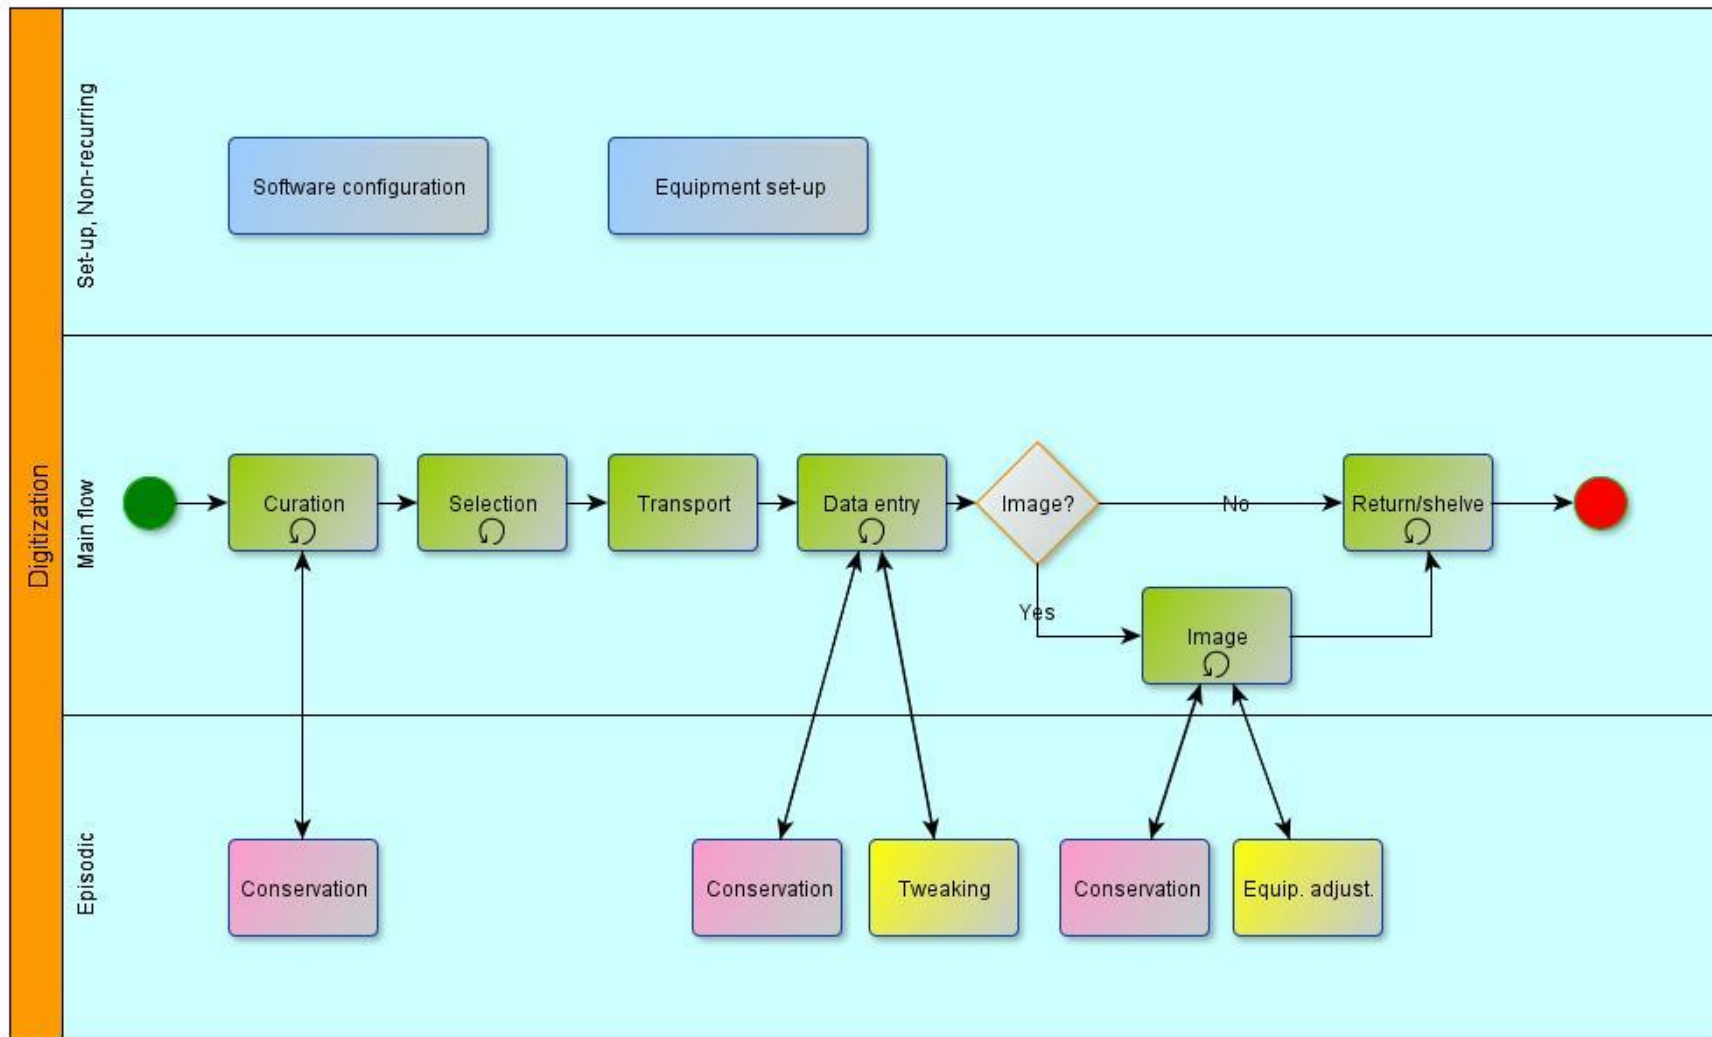 Digitization
Set-up, Non-recurring
Software configuration
Equipment set-up
Main flow
Curation
Selection
Transport
Data entry
Image?
No
Return/shelve
Yes
Image
Episodic
Conservation
Conservation
Tweaking
Conservation
Equip. adjust.